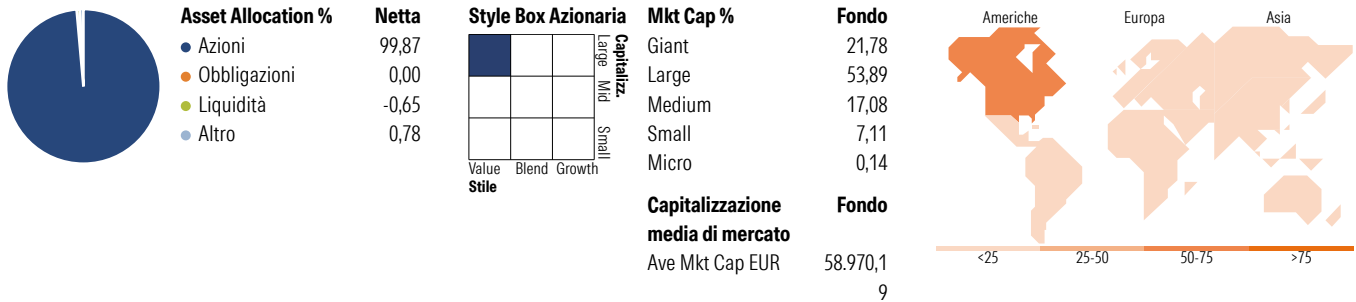 Asset Allocation % Netta
Azioni 99,87
Obbligazioni 0,00
Liquidità -0,65
Altro 0,78
Style Box Azionaria
Large Mid Small
Capitalizz.
Value Blend Growth
Stile
Mkt Cap % Fondo
Giant 21,78
Large 53,89
Medium 17,08
Small 7,11
Micro 0,14
Capitalizzazione Fondo
media di mercato
Ave Mkt Cap EUR 58.970,1
9
Americhe Europa Asia
<25 25-50 50-75 >75